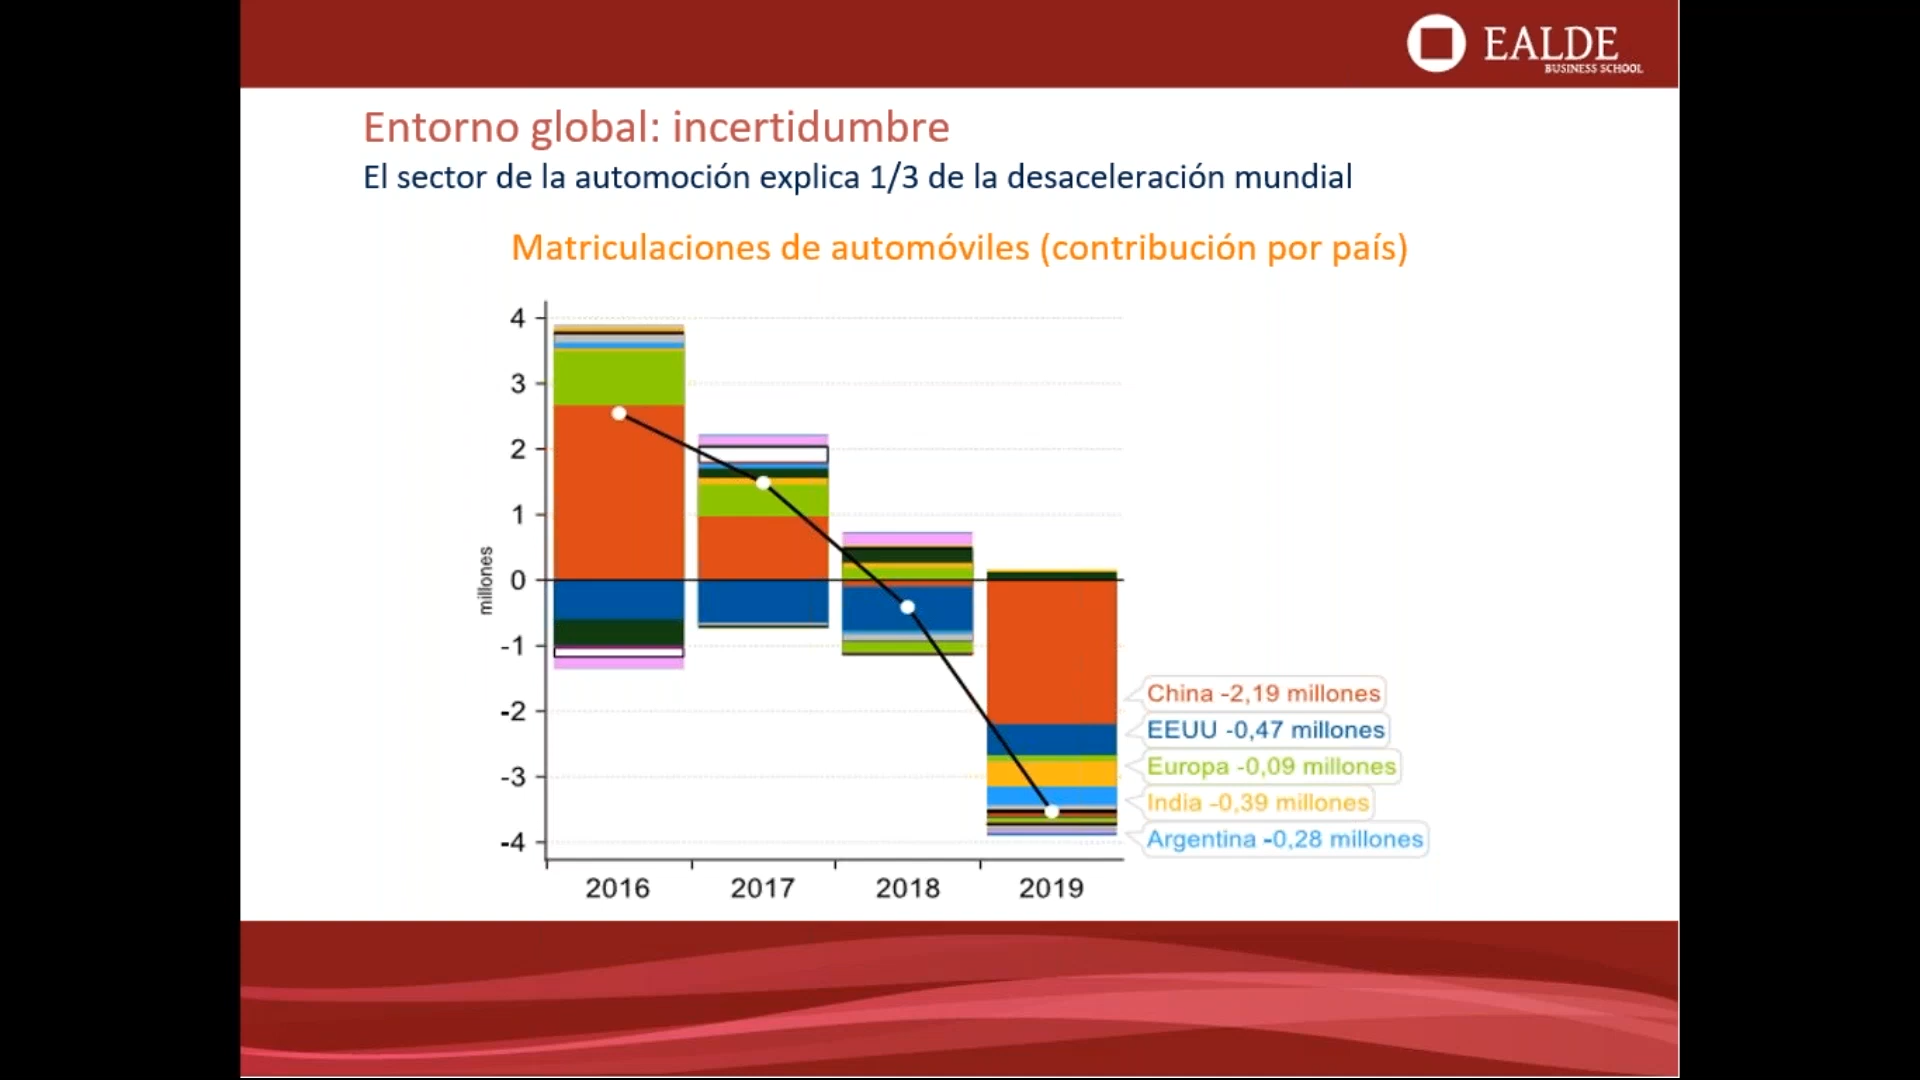 EALDE
BUSINESS SCHOOL
Entorno global: incertidumbre
El sector de la automoción explica 1/3 de la desaceleración mundial
Matriculaciones de automóviles (contribución por país)
4
3
2
1
0
-1
-2
-3
-4
millones
China -2,19 millones
EEUU -0,47 millones
Europa -0,09 millones
India -0,39 millones
Argentina -0,28 millones
2016 2017 2018 2019